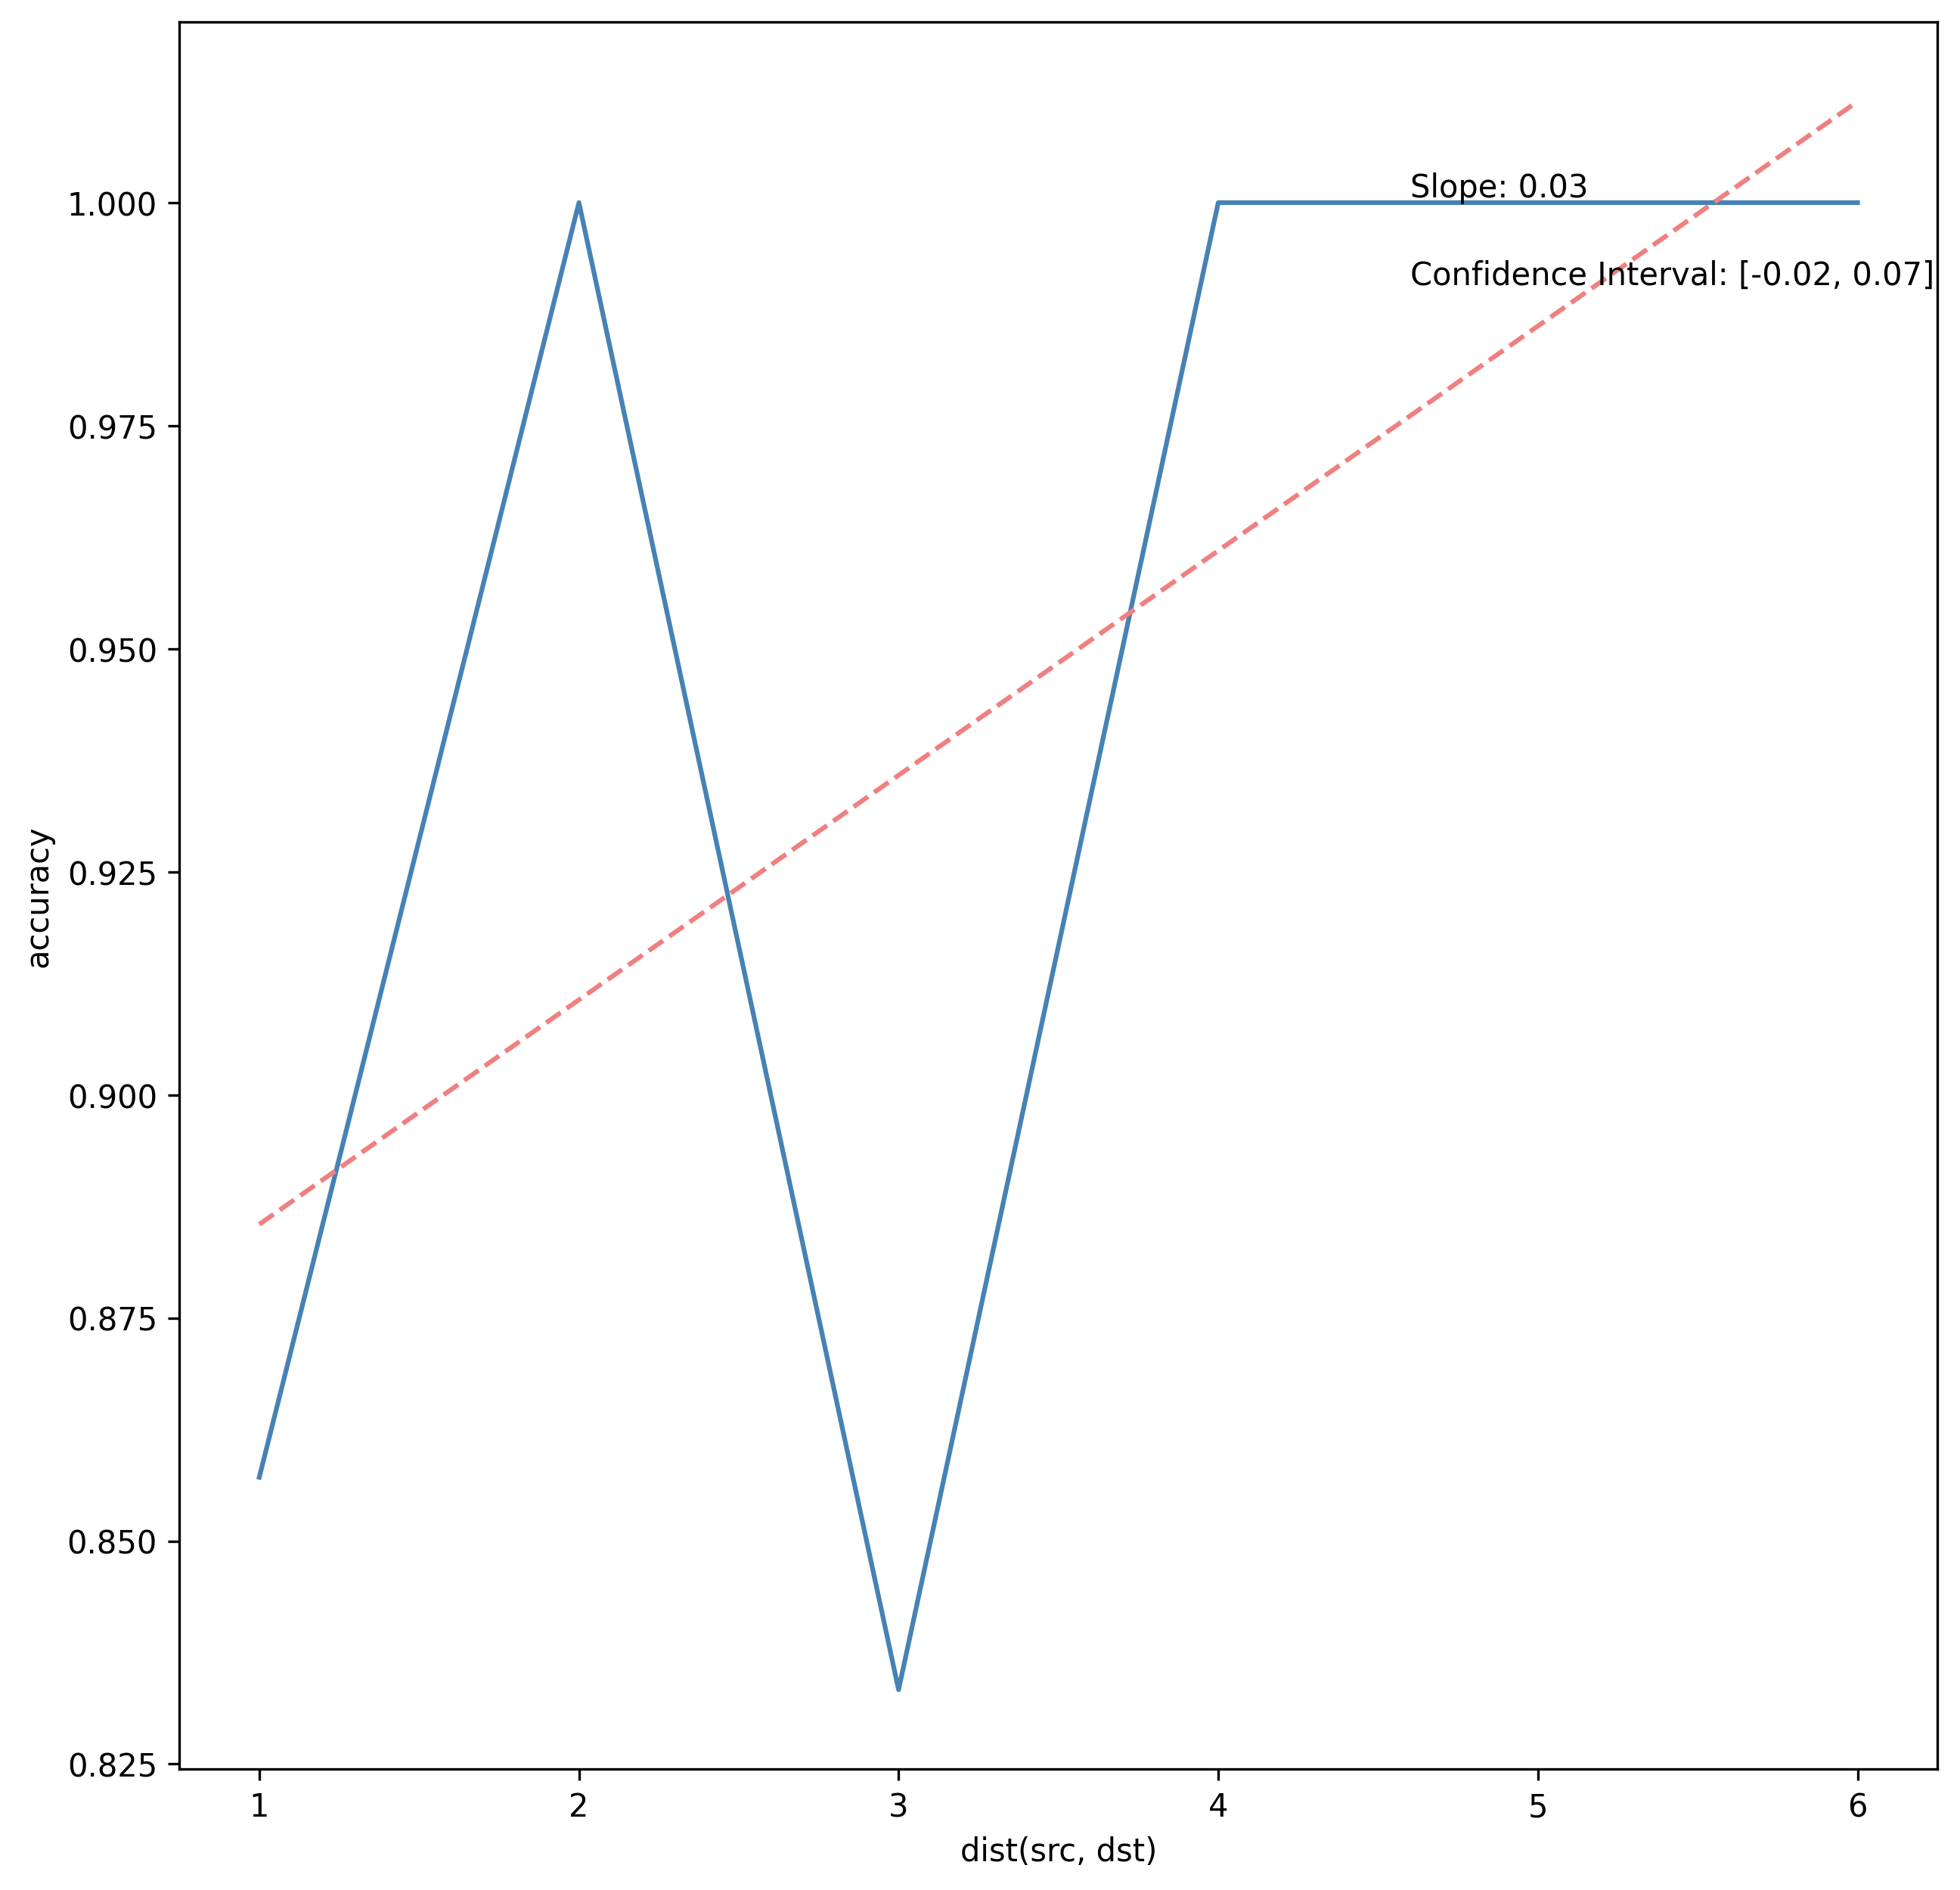 1.000
0.975
0.950
0.925
0.900
0.875
0.850
0.825
accuracy
Slope: 0.03
Confidence Interval: [-0.02, 0.07]
1 2 3 4 5 6
dist(src, dst)